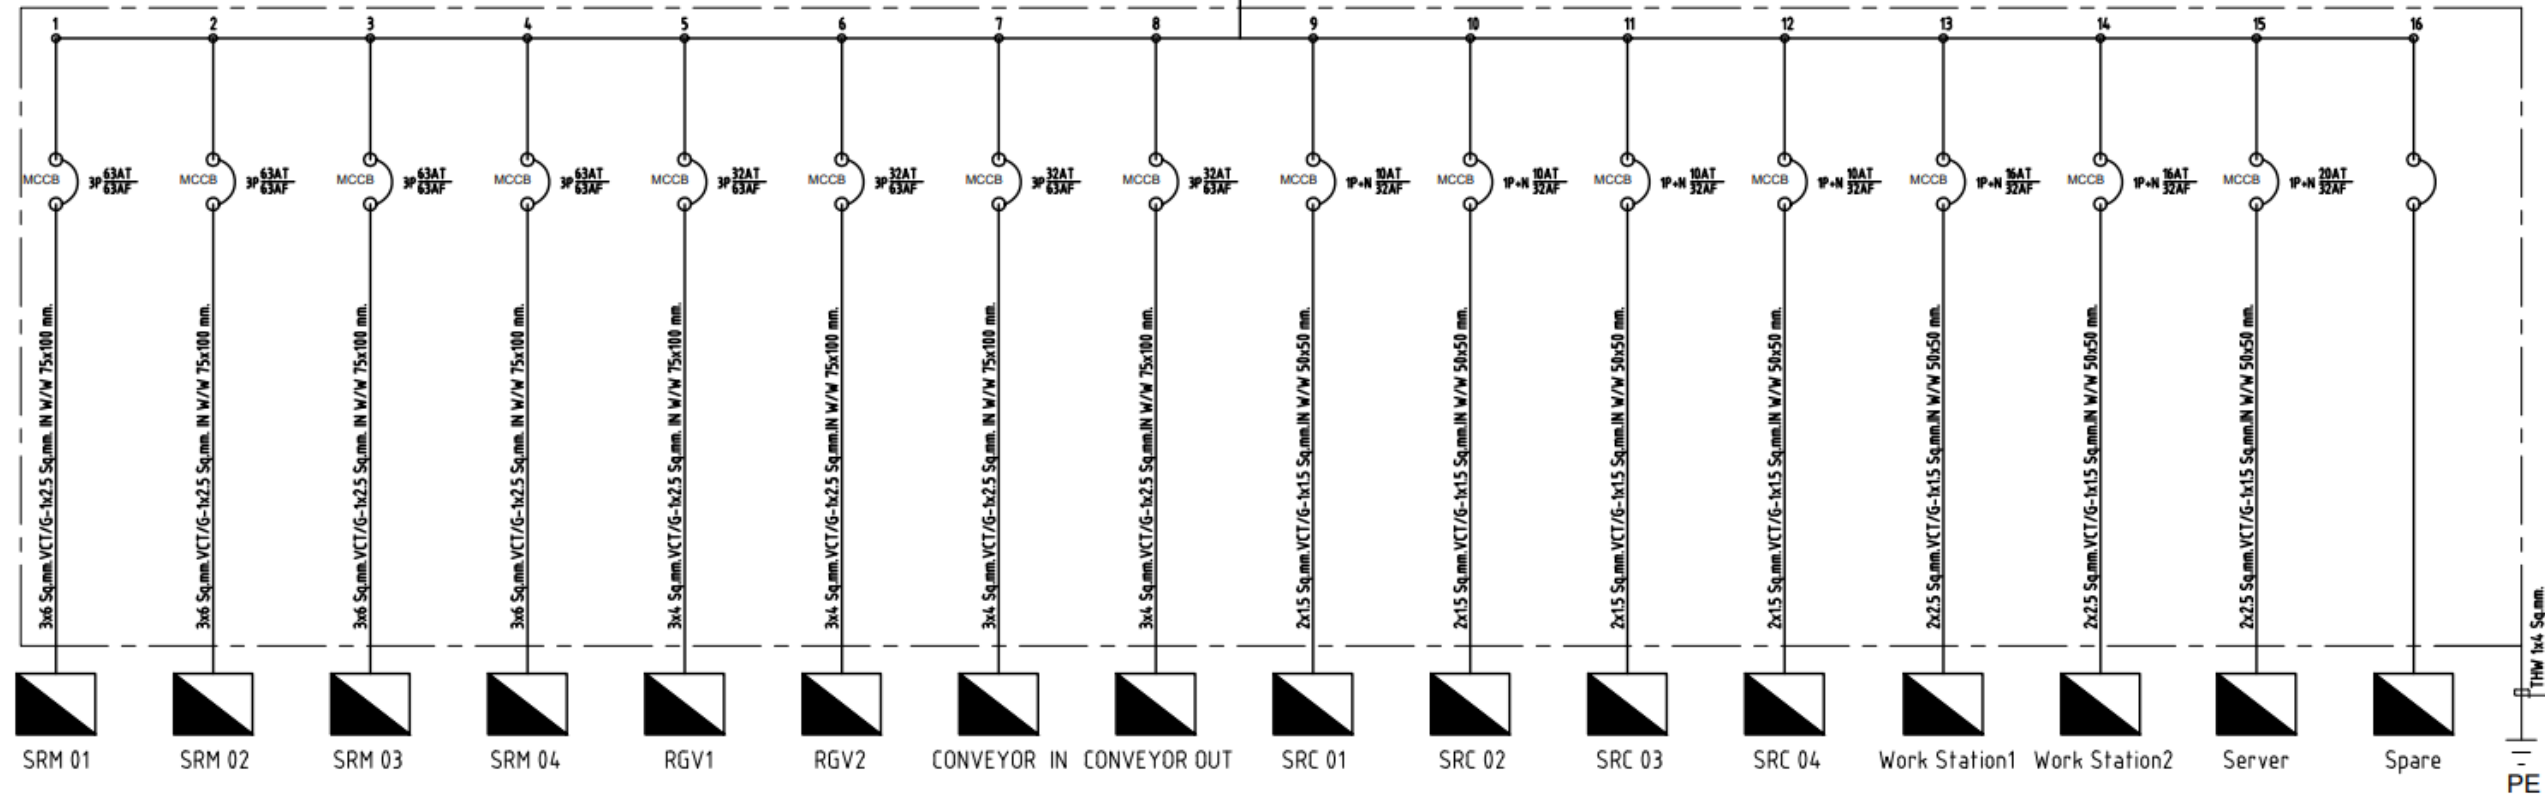 1 2 3 4 5 6 7 8 9 10 11 12 13 14 15 16
MCCB 3P 63AT
63AF
MCCB 3P 63AT
63AF
MCCB 3P 63AT
63AF
MCCB 3P 63AT
63AF
MCCB 3P 32AT
63AF
MCCB 3P 32AT
63AF
MCCB 3P 32AT
63AF
MCCB 3P 32AT
63AF
MCCB 1P+N 10AT
32AF
MCCB 1P+N 10AT
32AF
MCCB 1P+N 10AT
32AF
MCCB 1P+N 10AT
32AF
MCCB 1P+N 16AT
32AF
MCCB 1P+N 16AT
32AF
MCCB 1P+N 20AT
32AF
3x6 Sq.mm.VCT/G-1x2.5 Sq.mm. IN W/W 75x100 mm.
3x6 Sq.mm.VCT/G-1x2.5 Sq.mm. IN W/W 75x100 mm.
3x6 Sq.mm.VCT/G-1x2.5 Sq.mm. IN W/W 75x100 mm.
3x6 Sq.mm.VCT/G-1x2.5 Sq.mm. IN W/W 75x100 mm.
3x4 Sq.mm.VCT/G-1x2.5 Sq.mm. IN W/W 75x100 mm.
3x4 Sq.mm.VCT/G-1x2.5 Sq.mm.IN W/W 75x100 mm.
3x4 Sq.mm.VCT/G-1x2.5 Sq.mm. IN W/W 75x100 mm.
3x4 Sq.mm.VCT/G-1x2.5 Sq.mm.IN W/W 75x100 mm.
2x1.5 Sq.mm.VCT/G-1x1.5 Sq.mm.IN W/W 50x50 mm.
2x1.5 Sq.mm.VCT/G-1x1.5 Sq.mm.IN W/W 50x50 mm.
2x1.5 Sq.mm.VCT/G-1x1.5 Sq.mm.IN W/W 50x50 mm.
2x1.5 Sq.mm.VCT/G-1x1.5 Sq.mm.IN W/W 50x50 mm.
2x2.5 Sq.mm.VCT/G-1x1.5 Sq.mm.IN W/W 50x50 mm.
2x2.5 Sq.mm.VCT/G-1x1.5 Sq.mm.IN W/W 50x50 mm.
2x2.5 Sq.mm.VCT/G-1x1.5 Sq.mm.IN W/W 50x50 mm.
THW 1x4 Sq.mm.
SRM 01 SRM 02 SRM 03 SRM 04 RGV1 RGV2 CONVEYOR IN CONVEYOR OUT SRC 01 SRC 02 SRC 03 SRC 04 Work Station1 Work Station2 Server Spare
PE